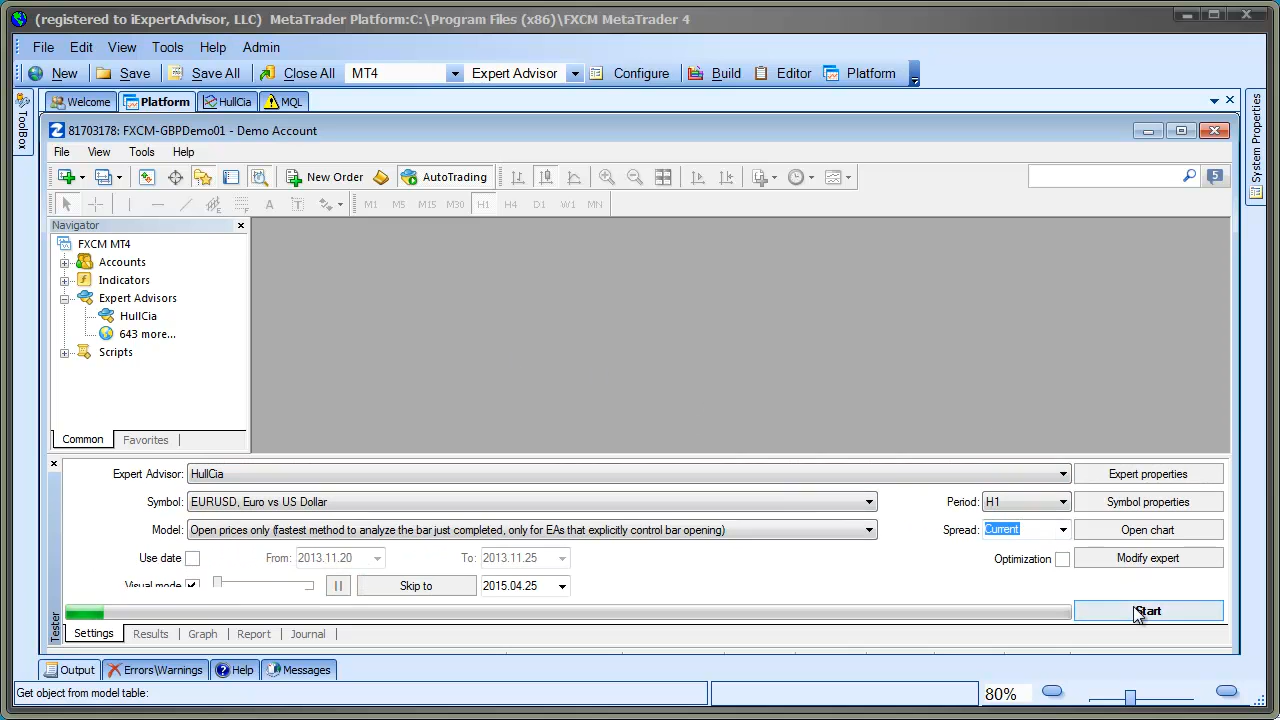 (registered to iExpertAdvisor, LLC) MetaTrader Platform:C:\Program Files (x86)\FXCM MetaTrader 4
File Edit View Tools Help Admin
New Save Save All Close All MT4 Expert Advisor Configure Build Editor Platform
ToolBox
Welcome Platform HullCia MQL
System Properties
81703178: FXCM-GBPDemo01 - Demo Account
File View Tools Help
New Order AutoTrading 5
A T M1 M5 M15 M30 H1 H4 D1 W1 MN
Navigator
FXCM MT4
Accounts
Indicators
Expert Advisors
HullCia
643 more...
Scripts
Common Favorites
Expert Advisor: HullCia Expert properties
Symbol: EURUSD, Euro vs US Dollar Period: H1 Symbol properties
Model: Open prices only (fastest method to analyze the bar just completed, only for EAs that explicitly control bar opening) Spread: Current Open chart
Use date From: 2013.11.20 To: 2013.11.25 Optimization Modify expert
Visual mode Skip to 2015.04.25
Start
Tester
Settings Results Graph Report Journal
Output Errors\Warnings Help Messages
Get object from model table: 80%